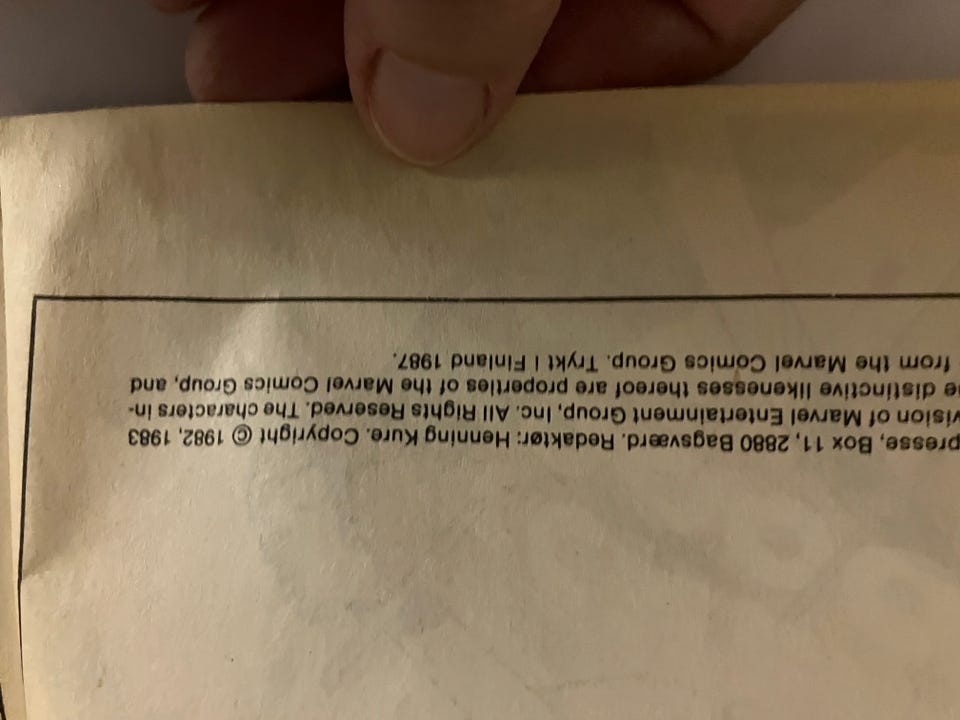 presse, Box 11, 2880 Bagsværd. Redaktør: Henning Kure. Copyright © 1982, 1983
vision of Marvel Entertainment Group, Inc. All Rights Reserved. The characters in-
he distinctive likenesses thereof are properties of the Marvel Comics Group, and
from the Marvel Comics Group. Trykt I Finland 1987.